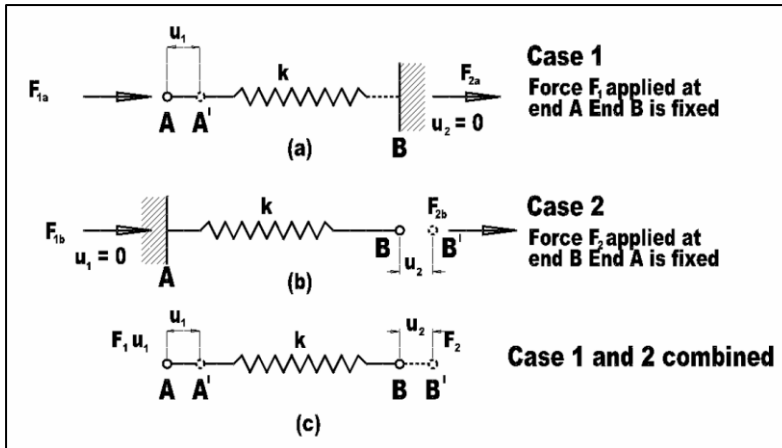 u₁
F₁ₐ
k
F₂ₐ
Case 1
Force F₁ applied at
end A End B is fixed
A
A'
(a)
B
u₂ = 0
F₁b
u₁ = 0
k
F₂b
Case 2
Force F₂ applied at
end B End A is fixed
A
B
B'
u₂
(b)
F₁ u₁
u₁
k
u₂
F₂
Case 1 and 2 combined
A
A'
B
B'
(c)